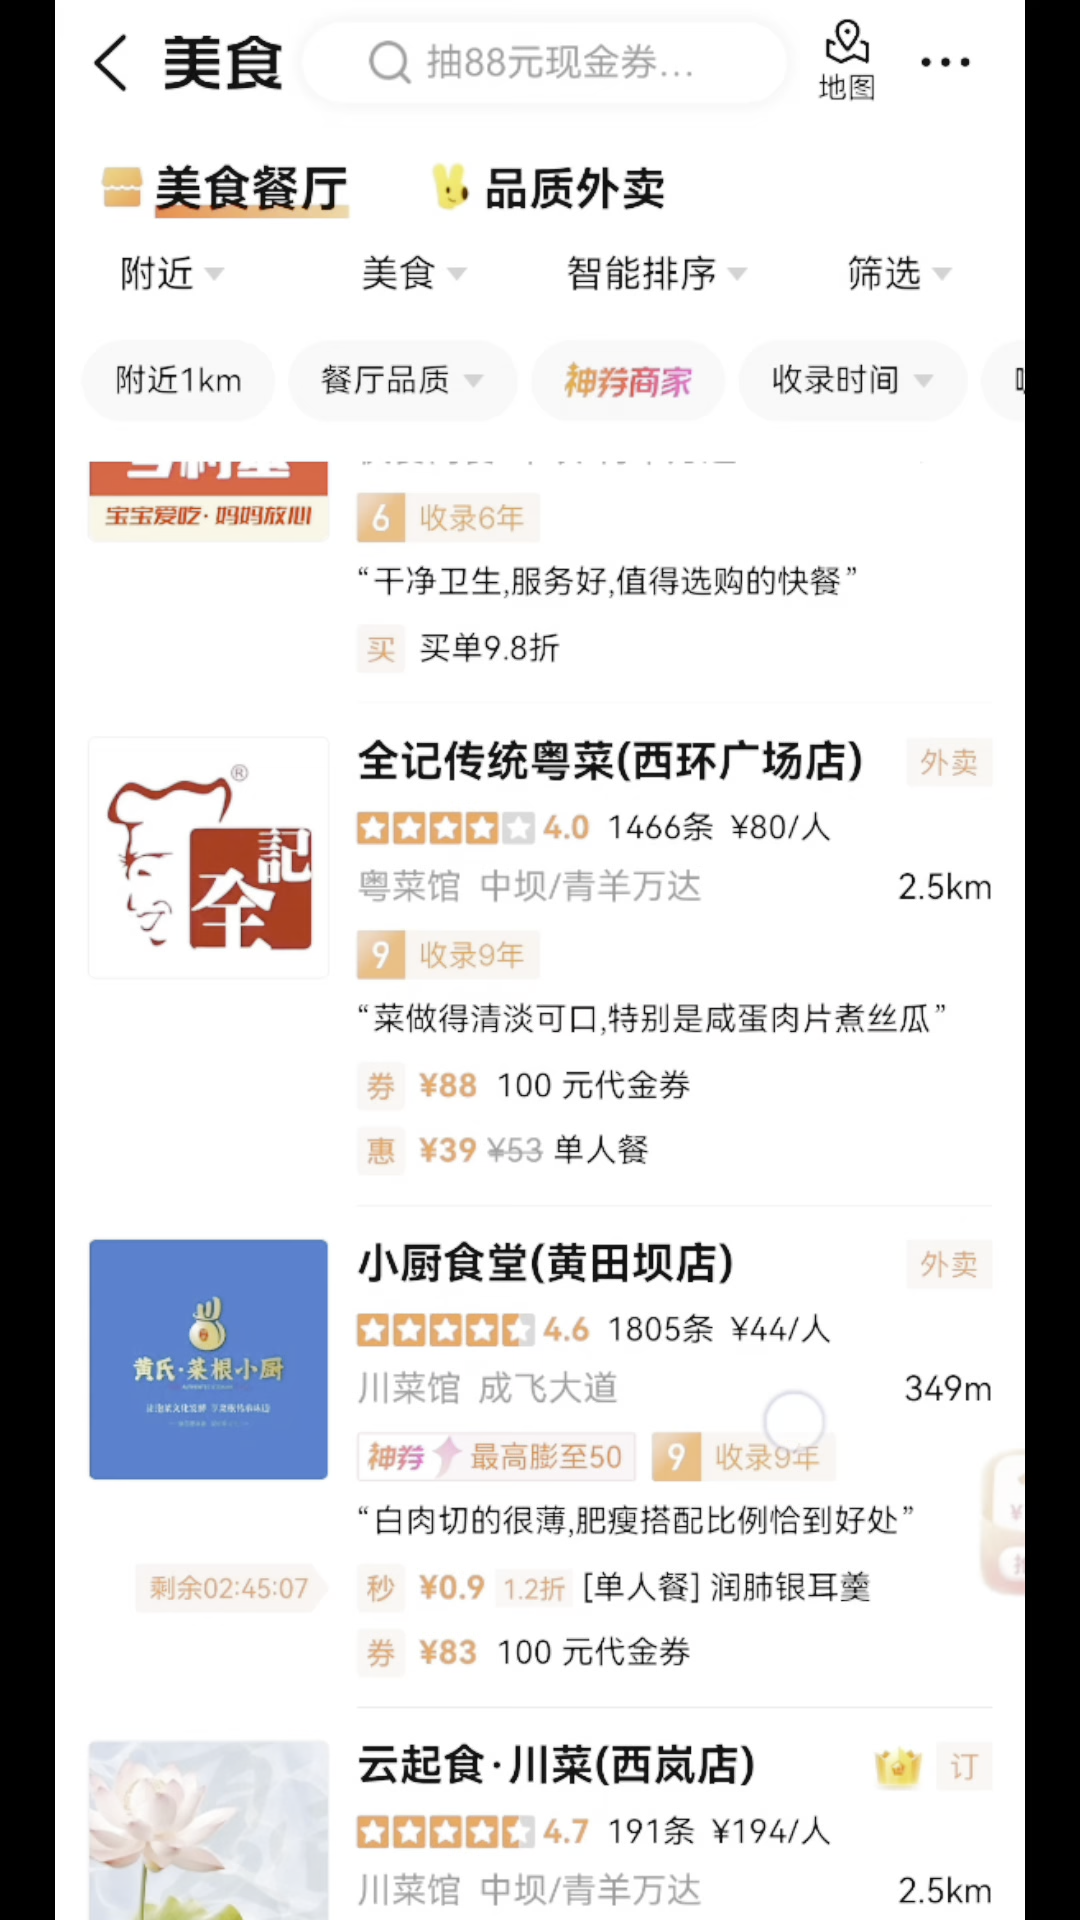 美食
抽88元现金券...
地图
美食餐厅
品质外卖
附近
美食
智能排序
筛选
附近1km
餐厅品质
神券商家
收录时间
宝宝爱吃·妈妈放心
6 收录6年
“干净卫生,服务好,值得选购的快餐”
买 买单9.8折
全記
®
全记传统粤菜(西环广场店)
外卖
4.0 1466条 ¥80/人
粤菜馆 中坝/青羊万达
2.5km
9 收录9年
“菜做得清淡可口,特别是咸蛋肉片煮丝瓜”
券 ¥88 100 元代金券
惠 ¥39 ¥53 单人餐
黄氏·菜根小厨
小厨食堂(黄田坝店)
外卖
4.6 1805条 ¥44/人
川菜馆 成飞大道
349m
神券 最高膨至50
9 收录9年
“白肉切的很薄,肥瘦搭配比例恰到好处”
剩余02:45:07
秒 ¥0.9 1.2折 [单人餐] 润肺银耳羹
券 ¥83 100 元代金券
云起食·川菜(西岚店)
订
4.7 191条 ¥194/人
川菜馆 中坝/青羊万达
2.5km